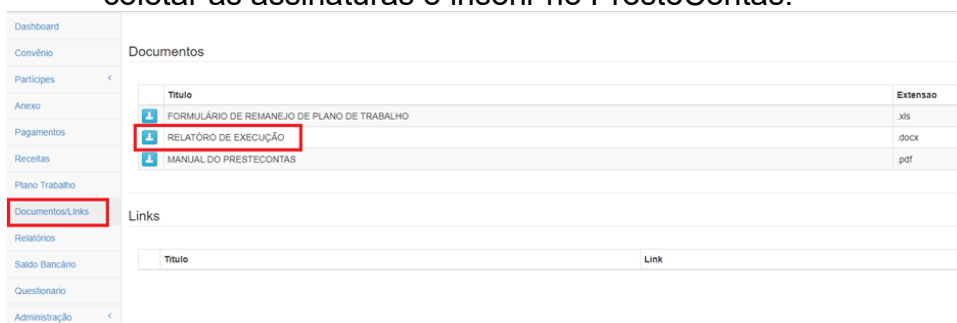 coletar as assinaturas e inserir no PresteContas.
Dashboard
Convênio
Partícipes
Anexo
Pagamentos
Receitas
Plano Trabalho
Documentos/Links
Relatórios
Saldo Bancário
Questionario
Administração
Documentos
Titulo Extensao
FORMULÁRIO DE REMANEJO DE PLANO DE TRABALHO .xls
RELATÓRO DE EXECUÇÃO .docx
MANUAL DO PRESTECONTAS .pdf
Links
Titulo Link